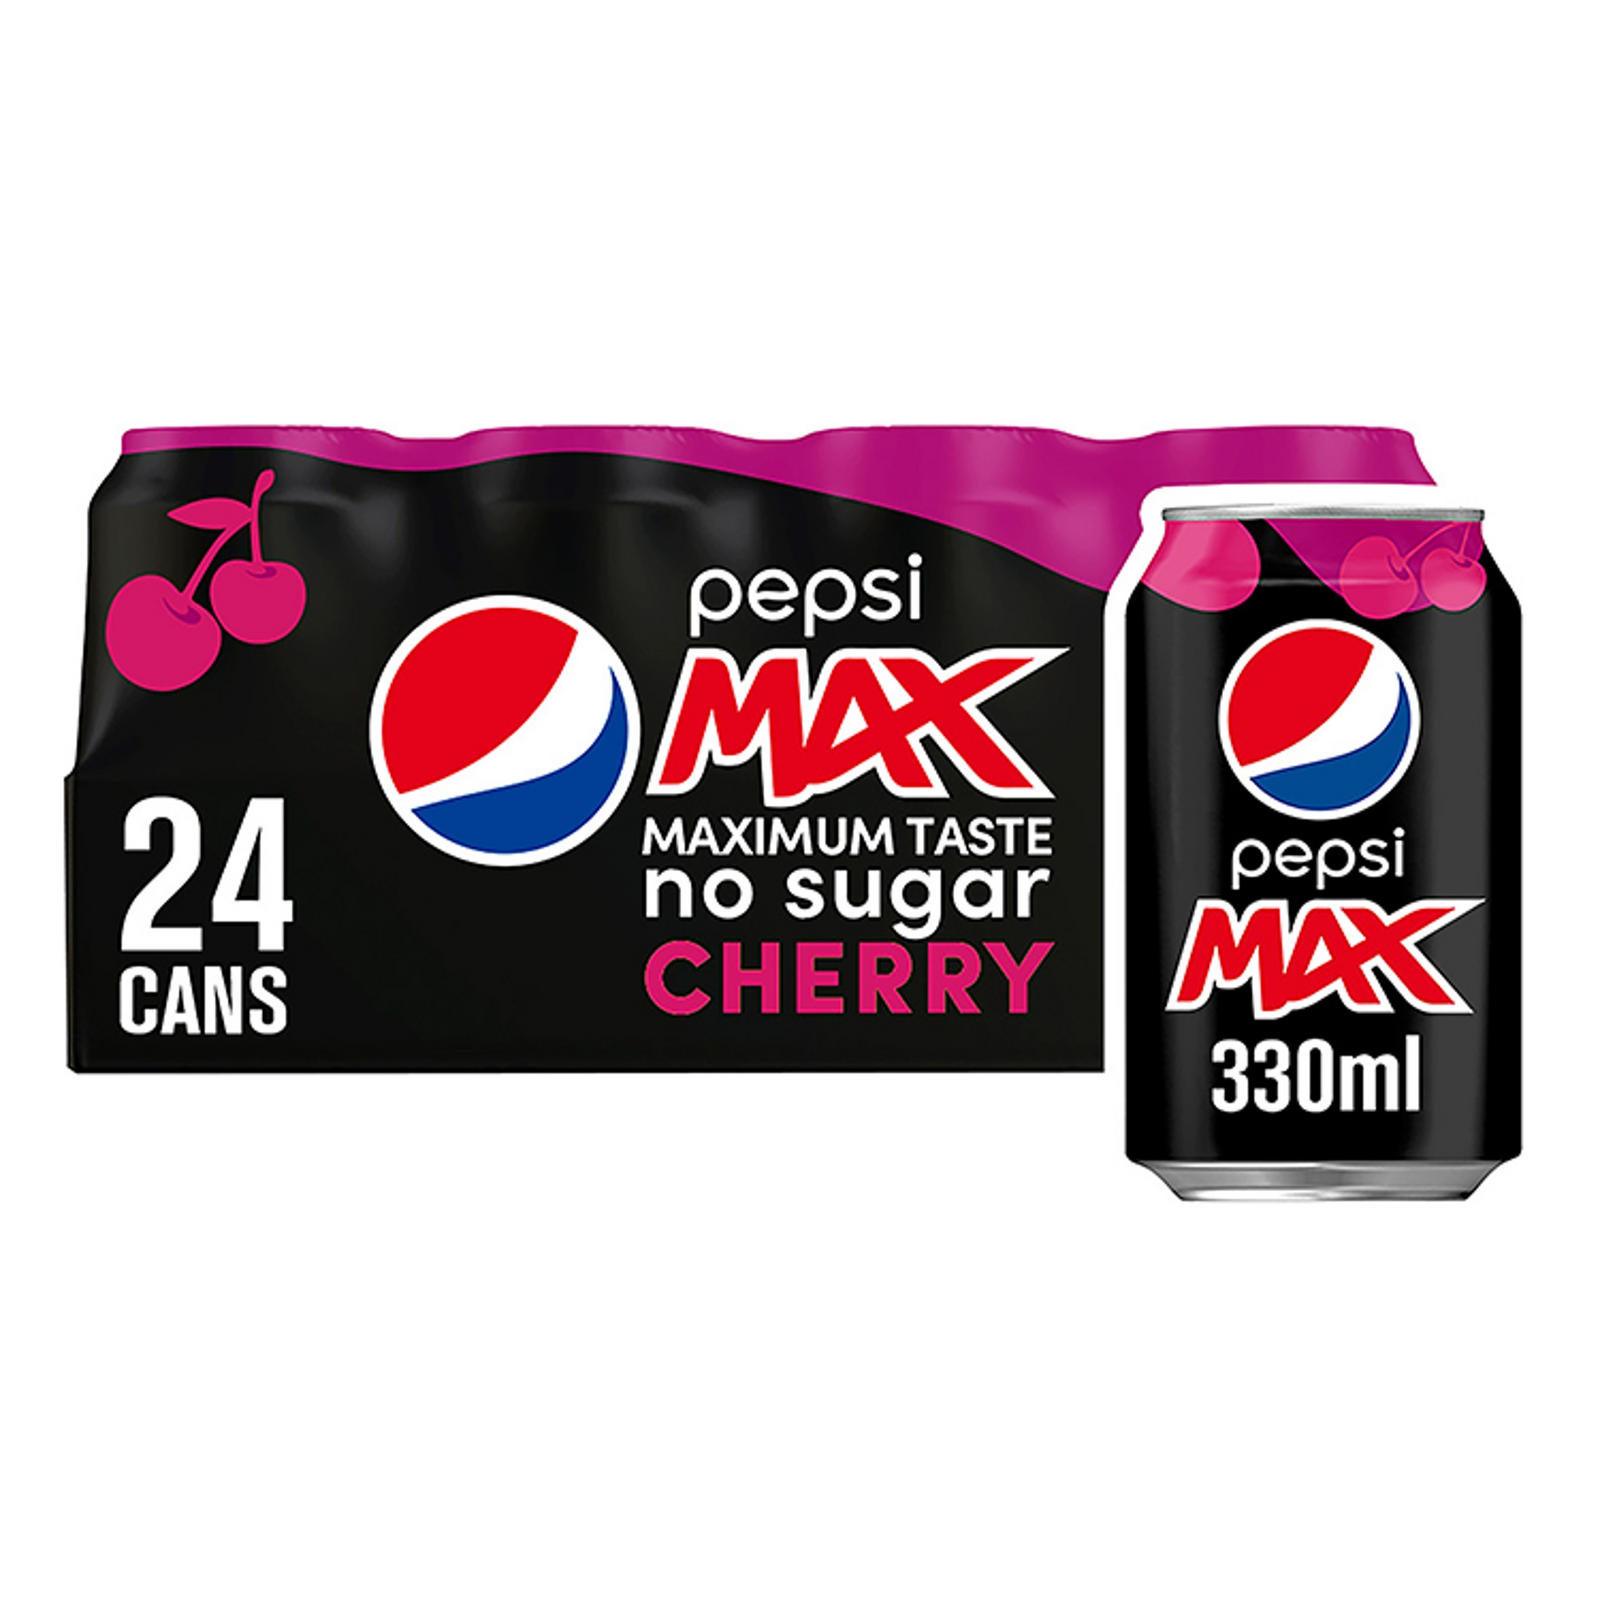 pepsi
MAX
MAXIMUM TASTE
no sugar
CHERRY
24
CANS
pepsi
MAX
330ml